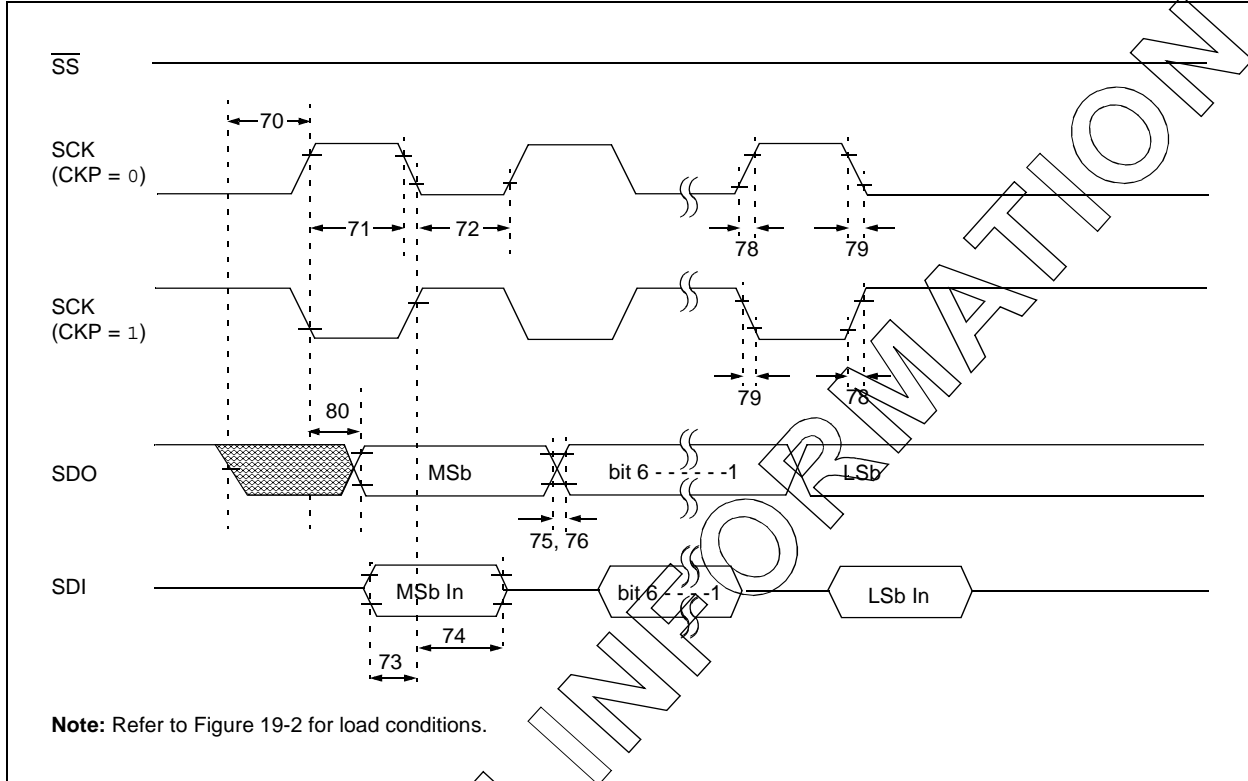 SS
70
SCK
(CKP = 0)
71
72
78
79
SCK
(CKP = 1)
79
78
80
SDO
MSb
bit 6 - - - - - -1
LSb
75, 76
SDI
MSb In
bit 6 - - - -1
LSb In
74
73
Note: Refer to Figure 19-2 for load conditions.
INFORMATION